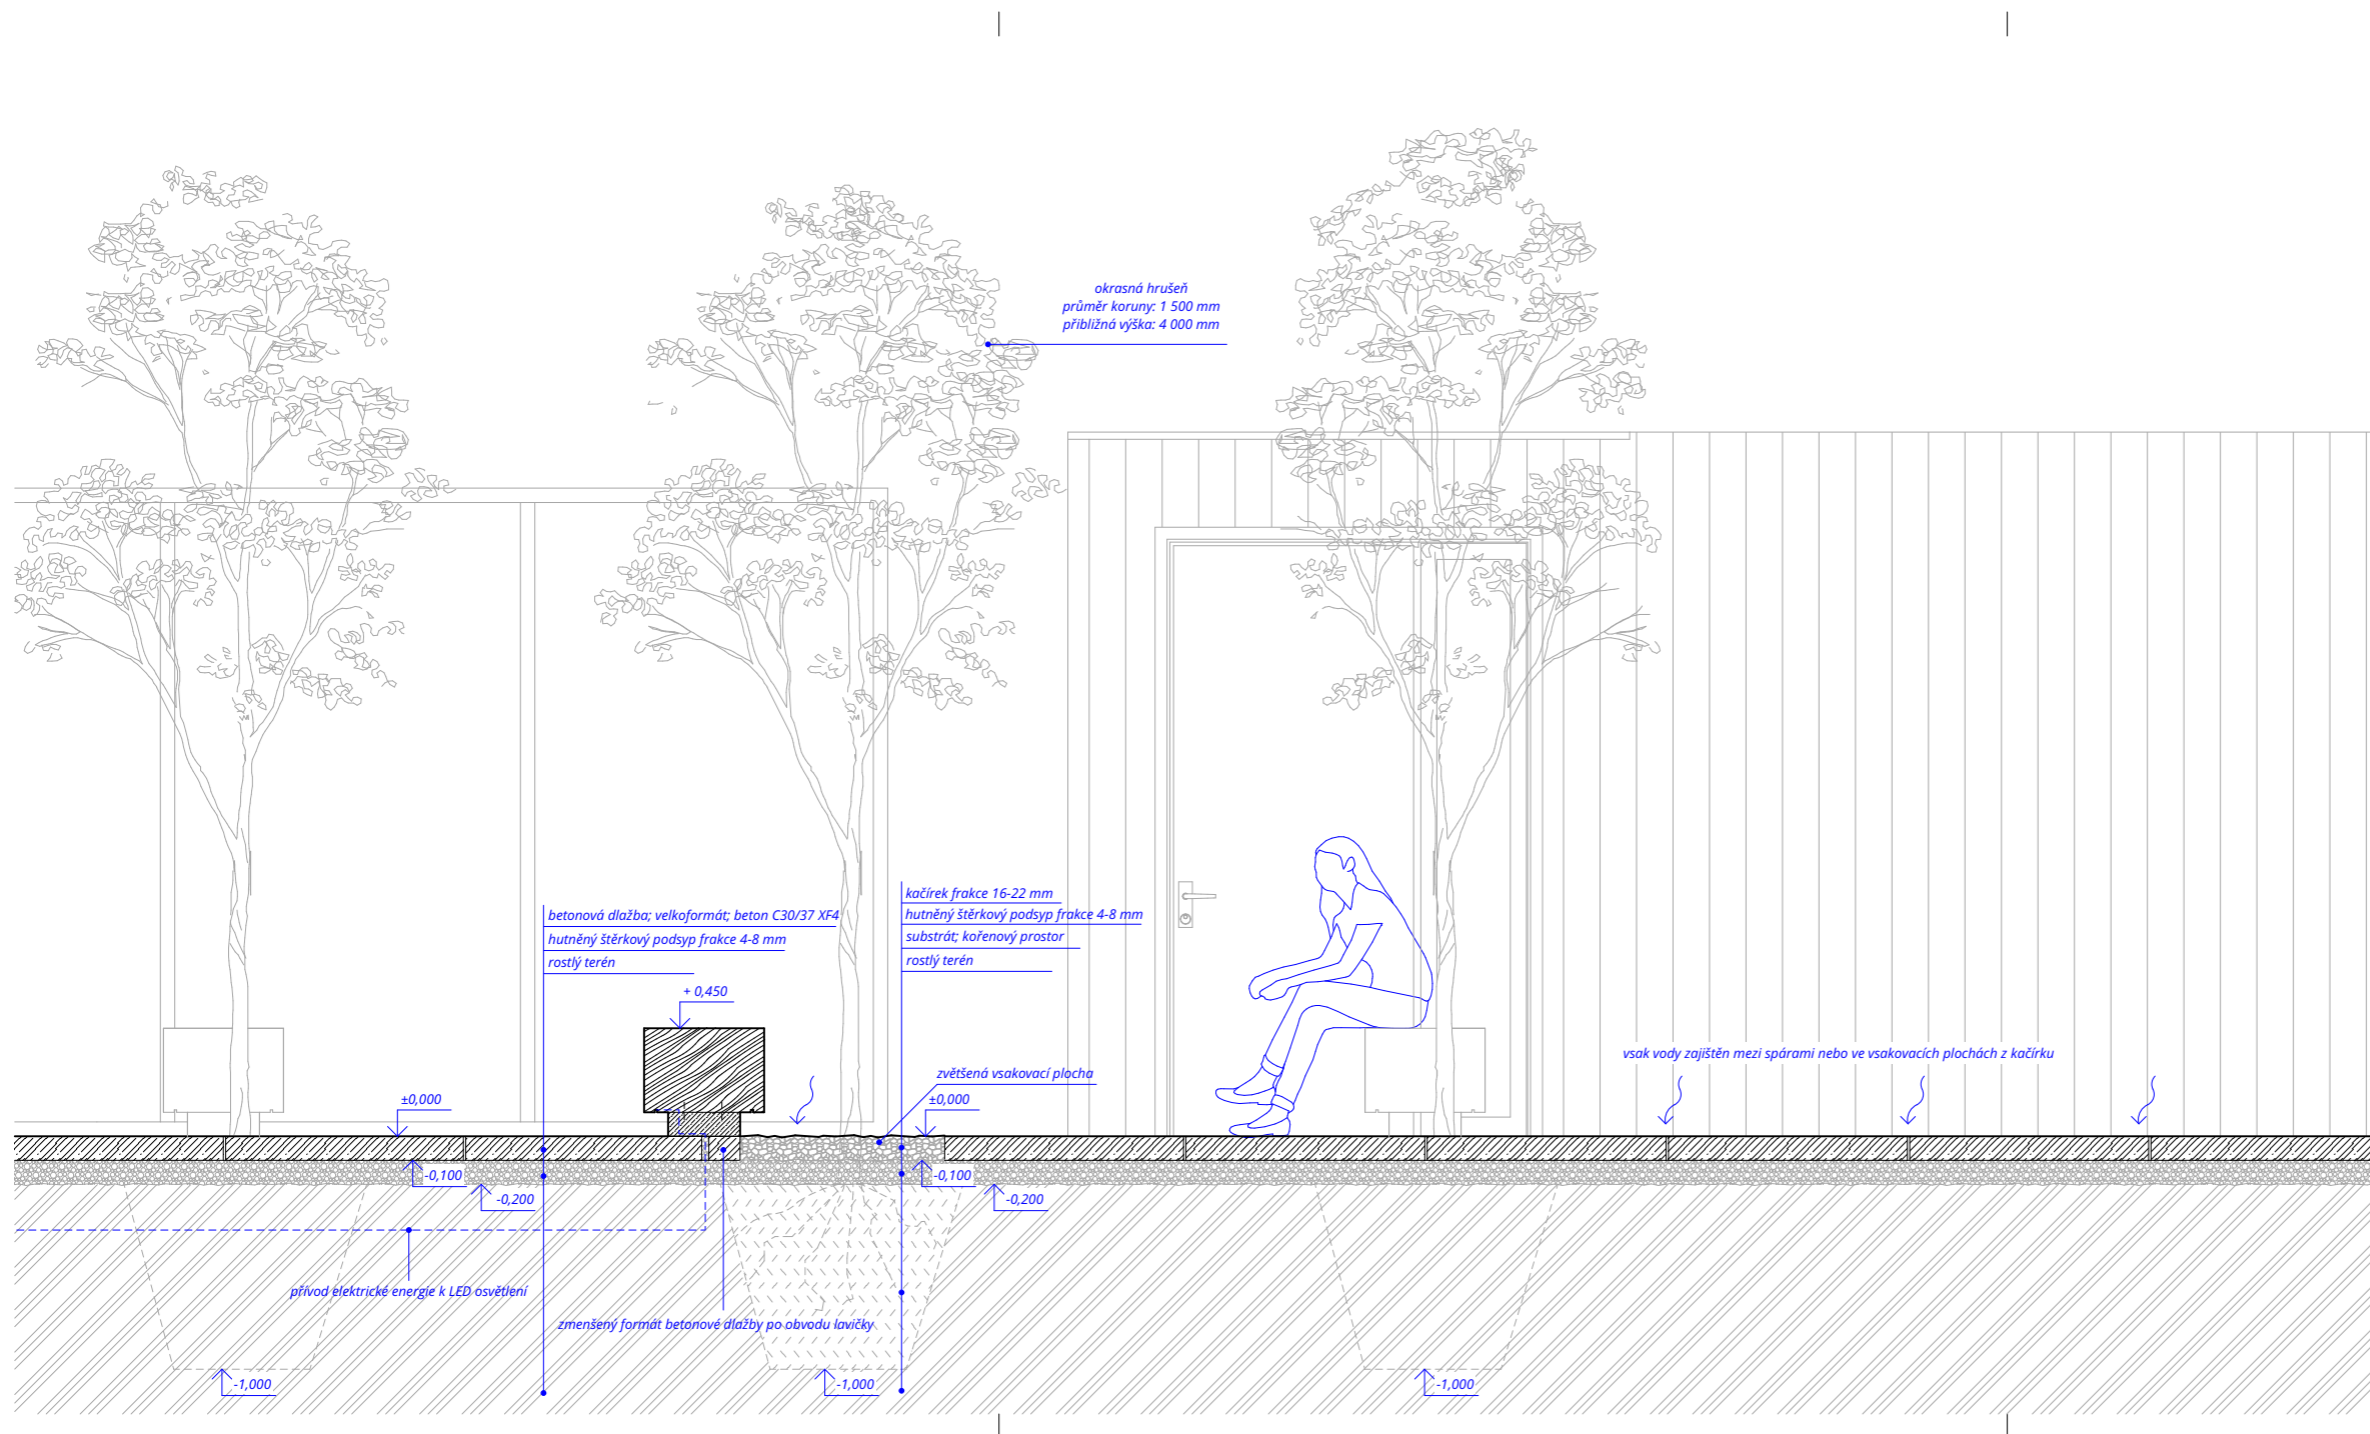 okrasná hrušeň
průměr koruny: 1 500 mm
přibližná výška: 4 000 mm
betonová dlažba; velkoformát; beton C30/37 XF4
hutněný štěrkový podsyp frakce 4-8 mm
rostlý terén
kačírek frakce 16-22 mm
hutněný štěrkový podsyp frakce 4-8 mm
substrát; kořenový prostor
rostlý terén
+ 0,450
vsak vody zajištěn mezi spárami nebo ve vsakovacích plochách z kačírku
zvětšená vsakovací plocha
±0,000
±0,000
-0,100
-0,200
-0,100
-0,200
přívod elektrické energie k LED osvětlení
zmenšený formát betonové dlažby po obvodu lavičky
-1,000
-1,000
-1,000